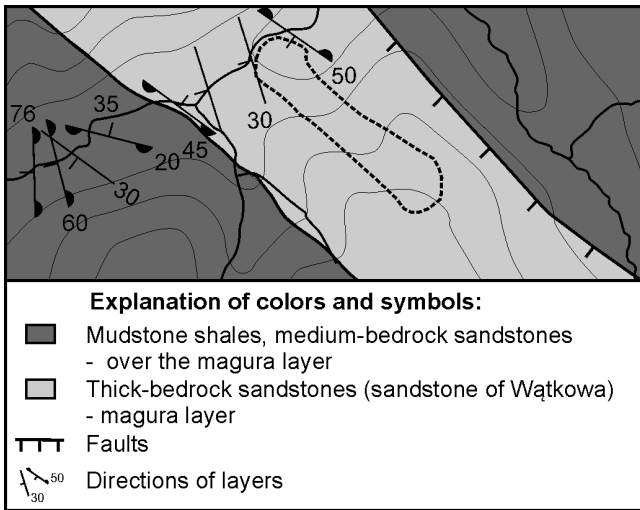 50
76
35
30
20
45
30
60
Explanation of colors and symbols:
Mudstone shales, medium-bedrock sandstones
- over the magura layer
Thick-bedrock sandstones (sandstone of Wątkowa)
- magura layer
Faults
50
30
Directions of layers